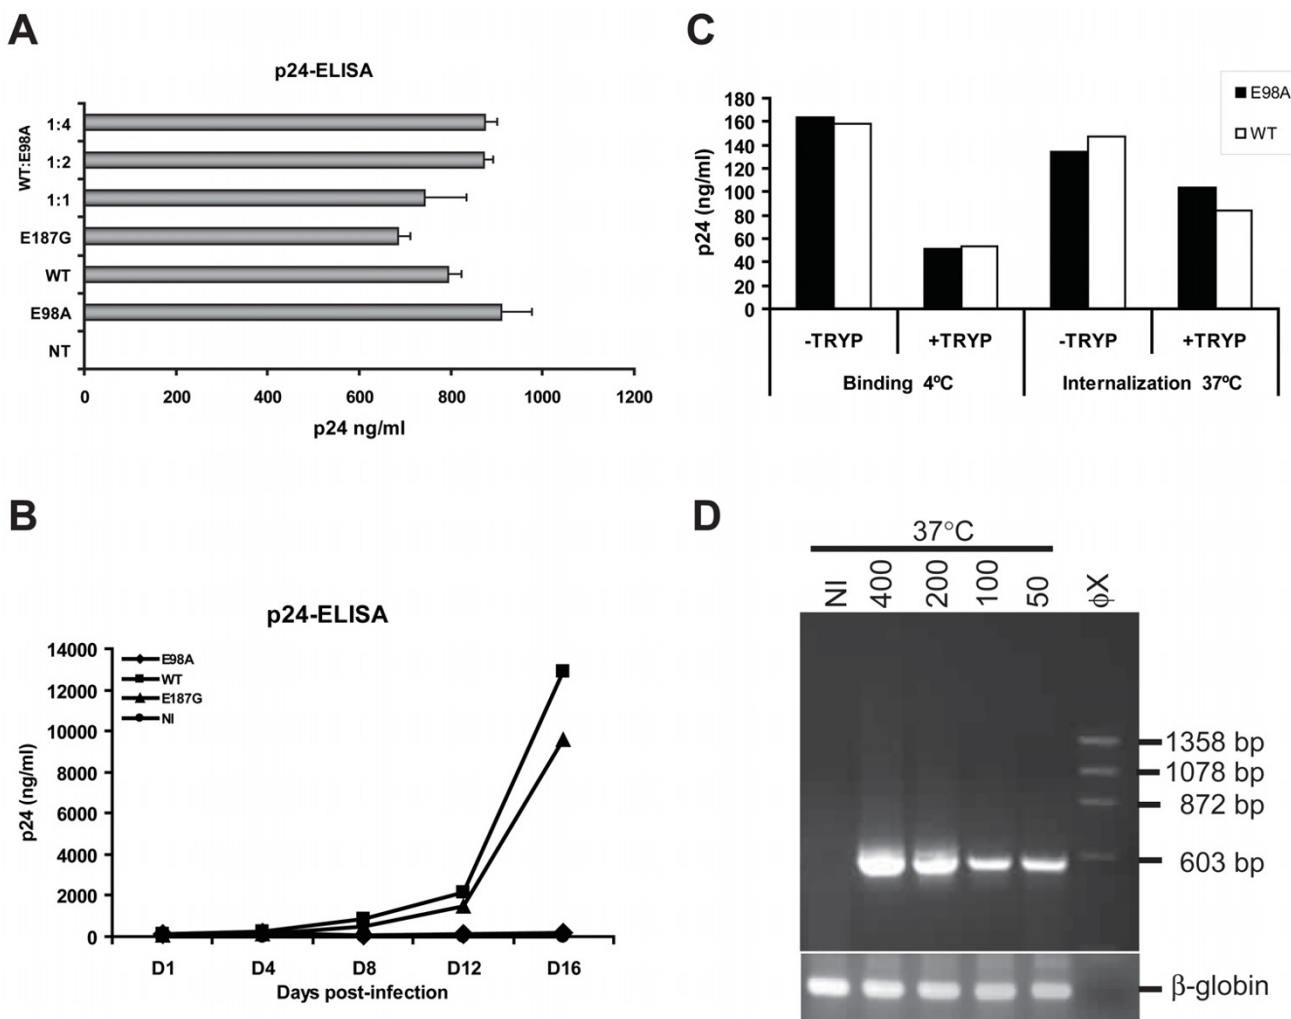 A
p24-ELISA
WT:E98A
1:4
1:2
1:1
E187G
WT
E98A
NT
0 200 400 600 800 1000 1200
p24 ng/ml
C
E98A
WT
180
160
140
120
100
80
60
40
20
0
p24 (ng/ml)
-TRYP +TRYP -TRYP +TRYP
Binding 4ºC Internalization 37ºC
B
p24-ELISA
14000
12000
10000
8000
6000
4000
2000
0
E98A
WT
E187G
NI
p24 (ng/ml)
D1 D4 D8 D12 D16
Days post-infection
D
37°C
NI 400 200 100 50 ϕX
1358 bp
1078 bp
872 bp
603 bp
β-globin